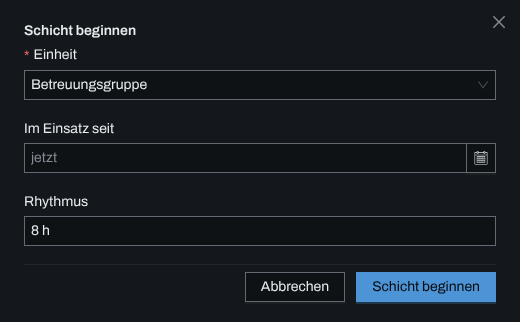 Schicht beginnen
* Einheit
Betreuungsgruppe
Im Einsatz seit
jetzt
Rhythmus
8 h
Abbrechen
Schicht beginnen